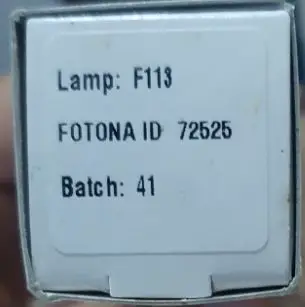 Lamp: F113
FOTONA ID 72525
Batch: 41